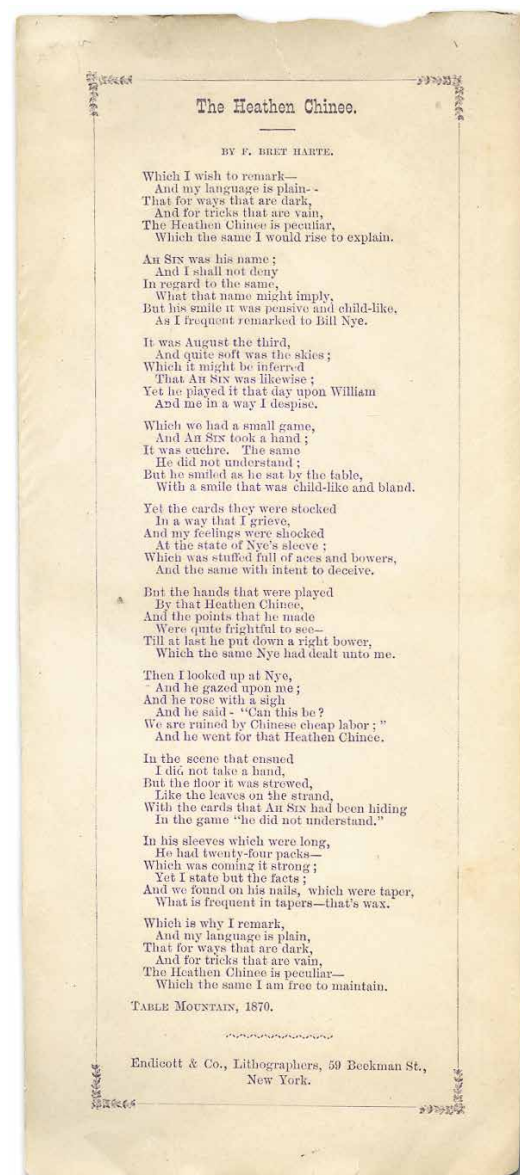 The Heathen Chinee.
BY F. BRET HARTE.
Which I wish to remark—
And my language is plain--
That for ways that are dark,
And for tricks that are vain,
The Heathen Chinee is peculiar,
Which the same I would rise to explain.
AH SIN was his name;
And I shall not deny
In regard to the same,
What that name might imply,
But his smile it was pensive and child-like,
As I frequent remarked to Bill Nye.
It was August the third,
And quite soft was the skies;
Which it might be inferred
That AH SIN was likewise;
Yet he played it that day upon William
And me in a way I despise.
Which we had a small game,
And AH SIN took a hand;
It was euchre. The same
He did not understand;
But he smiled as he sat by the table,
With a smile that was child-like and bland.
Yet the cards they were stocked
In a way that I grieve,
And my feelings were shocked
At the state of Nye's sleeve;
Which was stuffed full of aces and bowers,
And the same with intent to deceive.
But the hands that were played
By that Heathen Chinee,
And the points that he made
Were quite frightful to see—
Till at last he put down a right bower,
Which the same Nye had dealt unto me.
Then I looked up at Nye,
And he gazed upon me;
And he rose with a sigh
And he said - "Can this be?
We are ruined by Chinese cheap labor;"
And he went for that Heathen Chinee.
In the scene that ensued
I did not take a hand,
But the floor it was strewed,
Like the leaves on the strand,
With the cards that AH SIN had been hiding
In the game "he did not understand."
In his sleeves which were long,
He had twenty-four packs—
Which was coming it strong;
Yet I state but the facts;
And we found on his nails, which were taper,
What is frequent in tapers—that's wax.
Which is why I remark,
And my language is plain,
That for ways that are dark,
And for tricks that are vain,
The Heathen Chinee is peculiar—
Which the same I am free to maintain.
TABLE MOUNTAIN, 1870.
Endicott & Co., Lithographers, 59 Beekman St.,
New York.